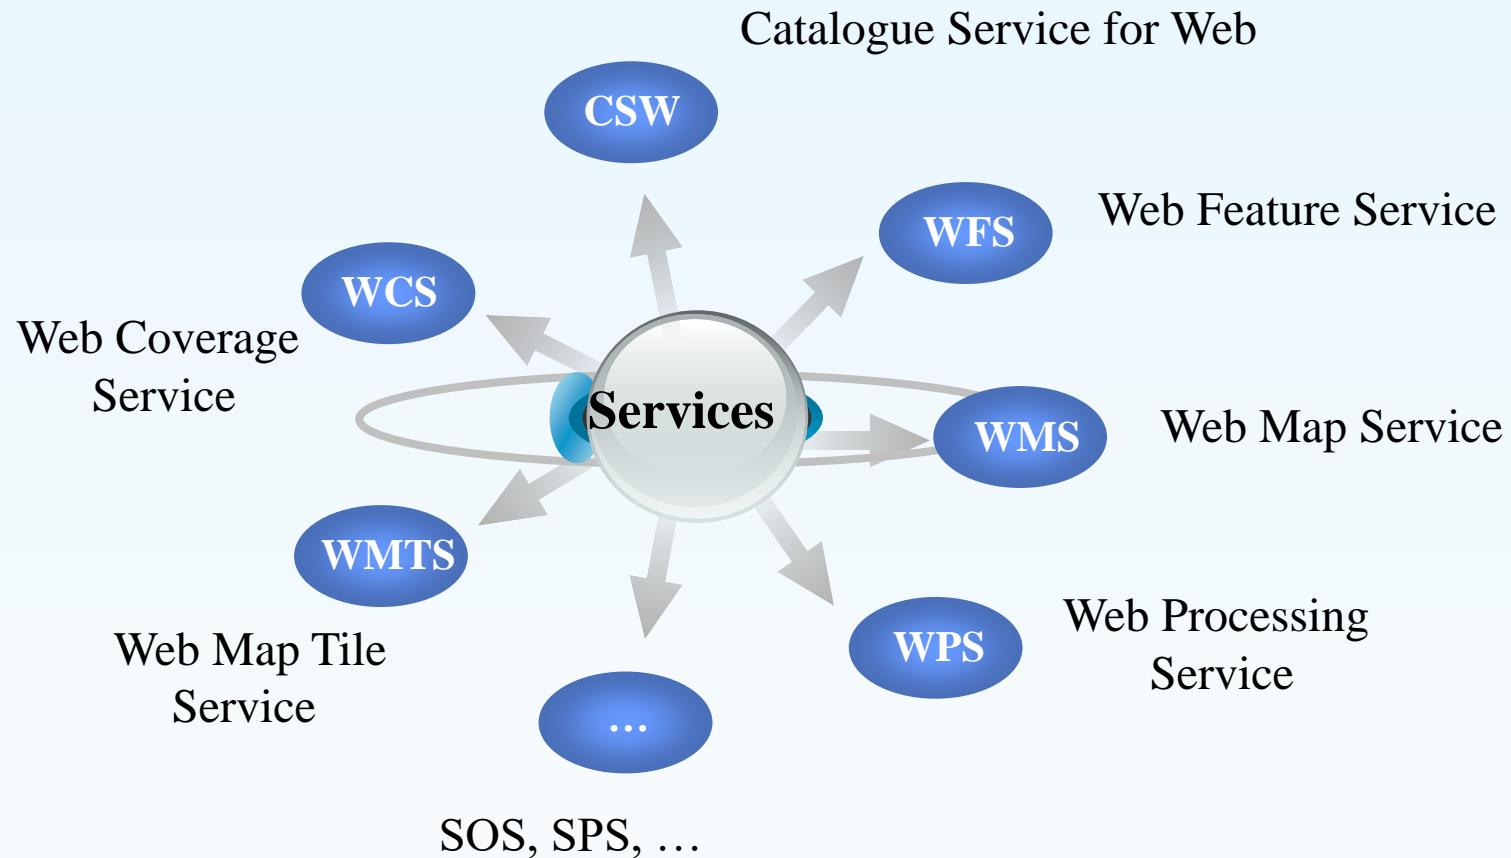 Catalogue Service for Web
CSW
WFS
Web Feature Service
WCS
Web Coverage
Service
Services
WMS
Web Map Service
WMTS
Web Map Tile
Service
WPS
Web Processing
Service
…
SOS, SPS, …